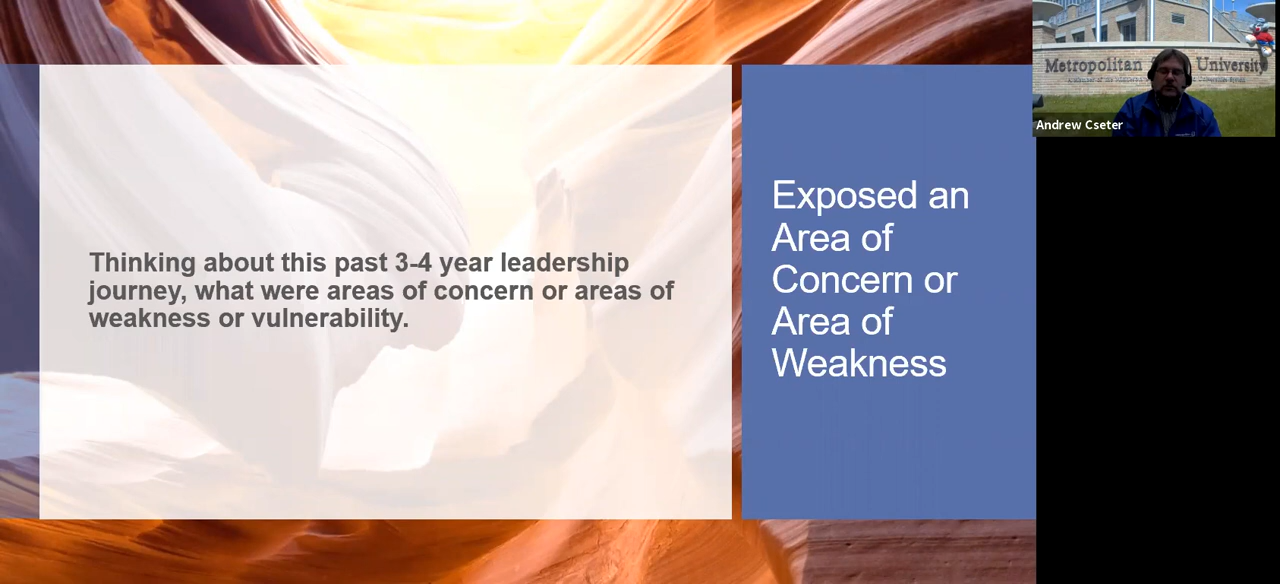 Thinking about this past 3-4 year leadership
journey, what were areas of concern or areas of
weakness or vulnerability.
Exposed an
Area of
Concern or
Area of
Weakness
Metropolitan University
Andrew Cseter